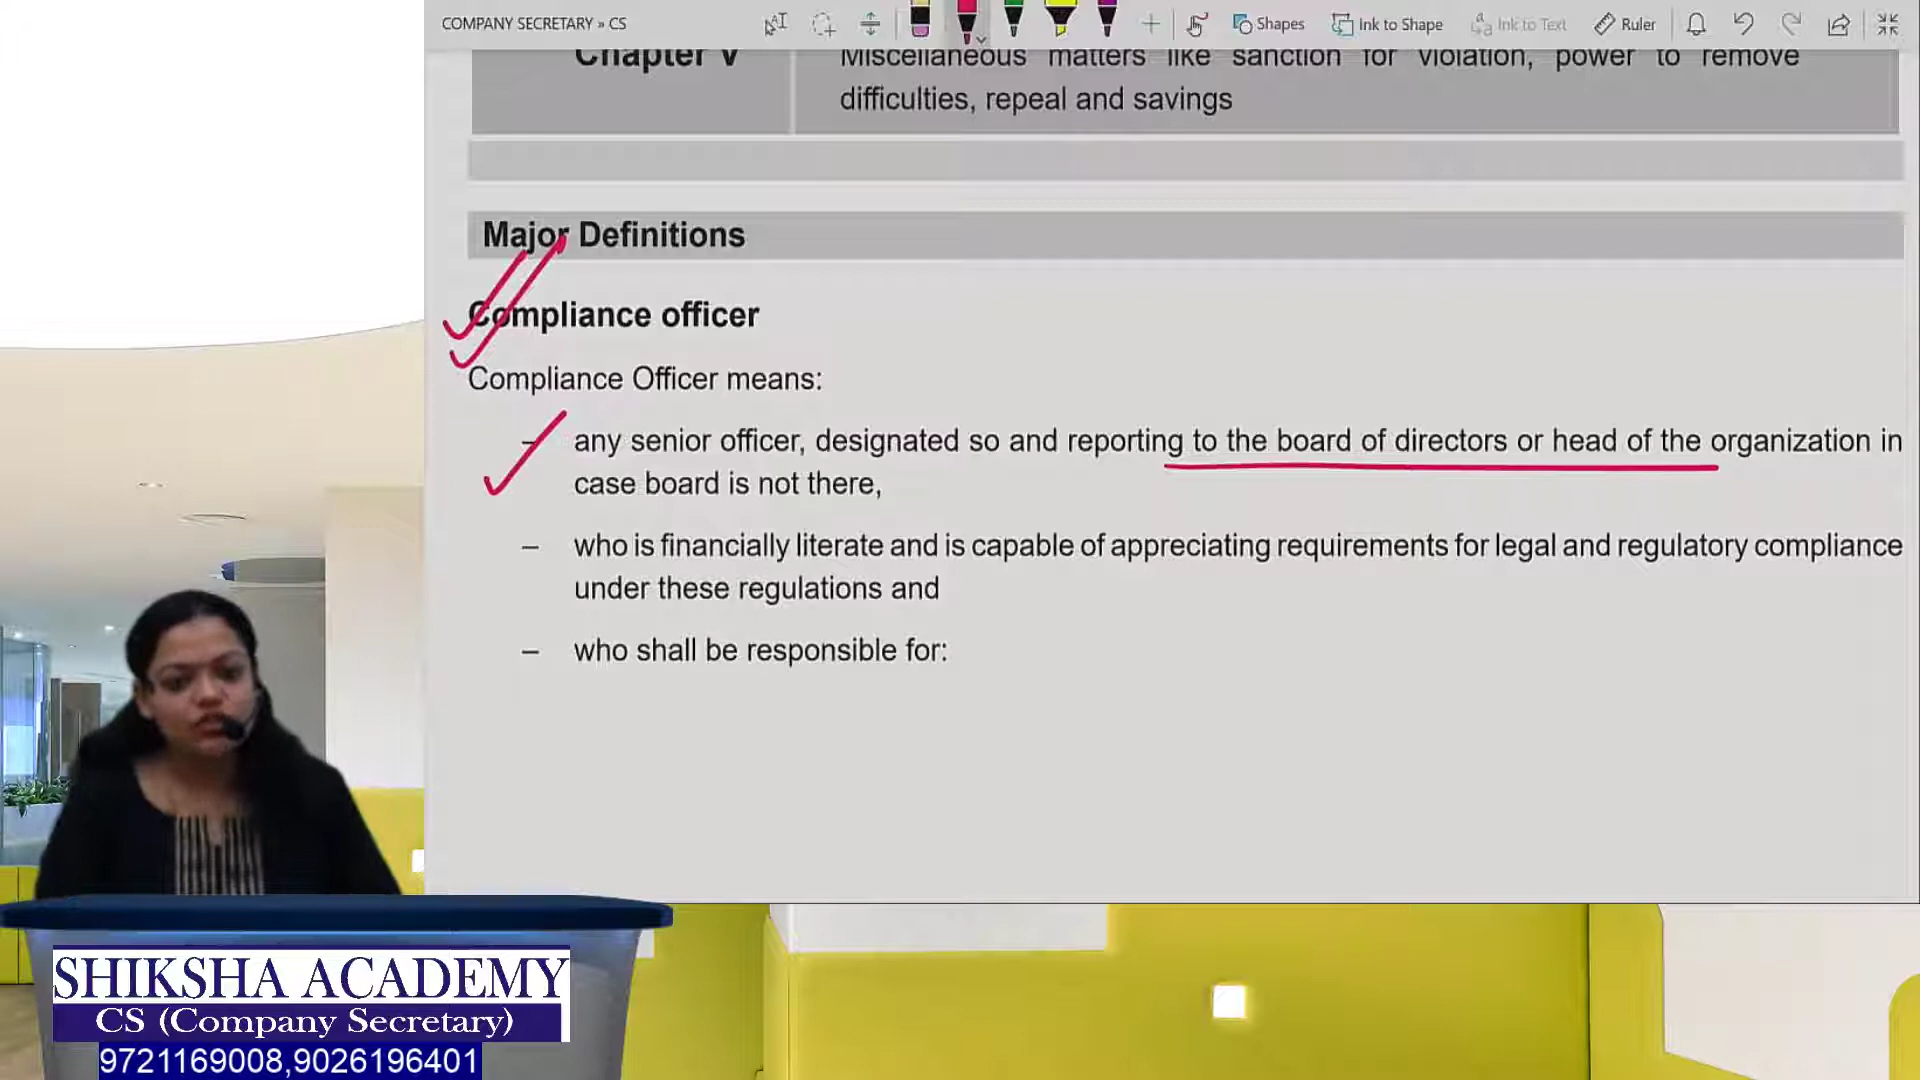 COMPANY SECRETARY » CS
Shapes
Ink to Shape
Ink to Text
Ruler
Chapter V
Miscellaneous matters like sanction for violation, power to remove
difficulties, repeal and savings
Major Definitions
Compliance officer
Compliance Officer means:
– any senior officer, designated so and reporting to the board of directors or head of the organization in
case board is not there,
– who is financially literate and is capable of appreciating requirements for legal and regulatory compliance
under these regulations and
– who shall be responsible for:
SHIKSHA ACADEMY
CS (Company Secretary)
9721169008,9026196401